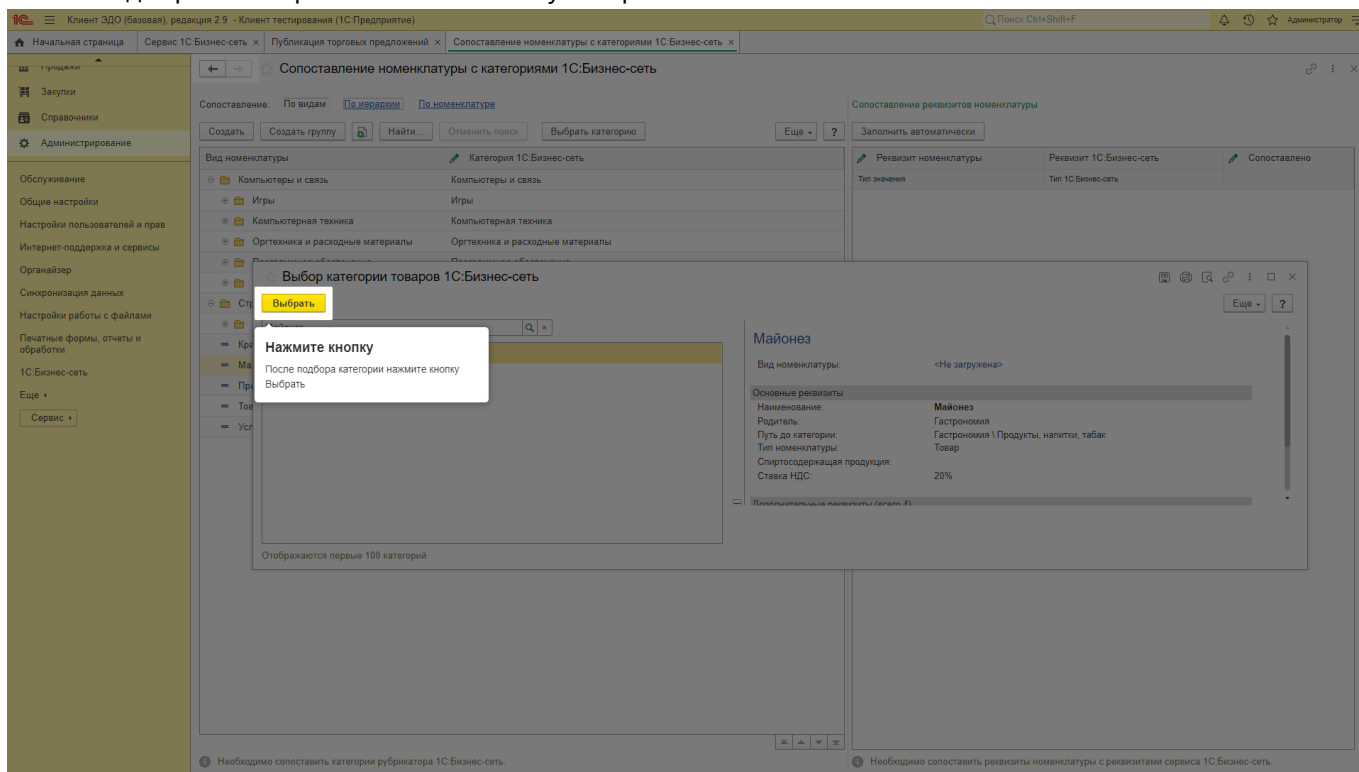 Клиент ЭДО (базовая), редакция 2.9 - Клиент тестирования (1С:Предприятие)
Поиск Ctrl+Shift+F
Администратор
Начальная страница
Сервис 1С:Бизнес-сеть ×
Публикация торговых предложений ×
Сопоставление номенклатуры с категориями 1С:Бизнес-сеть ×
Продажи
Закупки
Справочники
Администрирование
Обслуживание
Общие настройки
Настройки пользователей и прав
Интернет-поддержка и сервисы
Органайзер
Синхронизация данных
Настройки работы с файлами
Печатные формы, отчеты и
обработки
1С:Бизнес-сеть
Еще
Сервис
Сопоставление номенклатуры с категориями 1С:Бизнес-сеть
Сопоставление: По видам По иерархии По номенклатуре
Создать Создать группу Найти... Отменить поиск Выбрать категорию Еще ?
Вид номенклатуры Категория 1С:Бизнес-сеть
Компьютеры и связь Компьютеры и связь
Игры Игры
Компьютерная техника Компьютерная техника
Оргтехника и расходные материалы Оргтехника и расходные материалы
Сопоставление реквизитов номенклатуры
Заполнить автоматически
Реквизит номенклатуры Реквизит 1С:Бизнес-сеть Сопоставлено
Тип значения Тип 1С:Бизнес-сеть
Выбор категории товаров 1С:Бизнес-сеть
Выбрать
Еще ?
Нажмите кнопку
После подбора категории нажмите кнопку
Выбрать
Майонез
Вид номенклатуры: <Не загружена>
Основные реквизиты
Наименование: Майонез
Родитель: Гастрономия
Путь до категории: Гастрономия \ Продукты, напитки, табак
Тип номенклатуры: Товар
Спиртосодержащая продукция:
Ставка НДС: 20%
Дополнительные реквизиты (всего 4)
Отображаются первые 100 категорий
Необходимо сопоставить категории рубрикатора 1С:Бизнес-сеть.
Необходимо сопоставить реквизиты номенклатуры с реквизитами сервиса 1С:Бизнес-сеть.